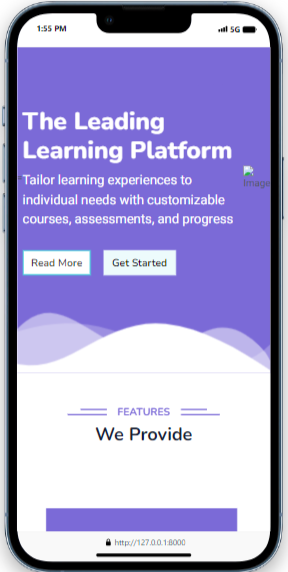 1:55 PM
5G
The Leading
Learning Platform
Tailor learning experiences to
individual needs with customizable
courses, assessments, and progress
Image
Read More
Get Started
FEATURES
We Provide
http://127.0.0.1:8000